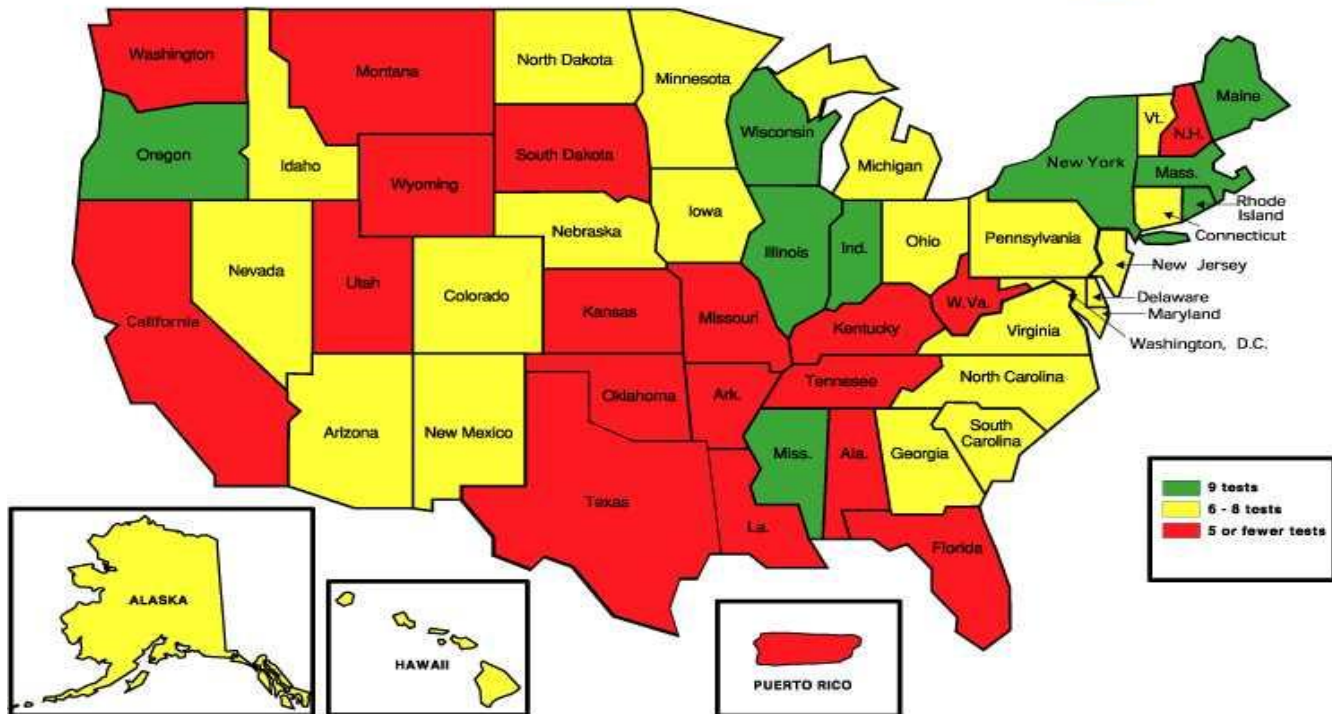 Washington
Montana
North Dakota
Minnesota
Maine
Vt.
N.H.
Oregon
Idaho
Wyoming
South Dakota
Wisconsin
Michigan
New York
Mass.
Rhode
Island
Connecticut
Nevada
Utah
Colorado
Nebraska
Iowa
Illinois
Ind.
Ohio
Pennsylvania
New Jersey
Delaware
Maryland
Washington, D.C.
California
Kansas
Missouri
Kentucky
W.Va.
Virginia
Arizona
New Mexico
Oklahoma
Ark.
Tennesee
North Carolina
South
Carolina
Texas
La.
Miss.
Ala.
Georgia
Florida
9 tests
6 - 8 tests
5 or fewer tests
ALASKA
HAWAII
PUERTO RICO